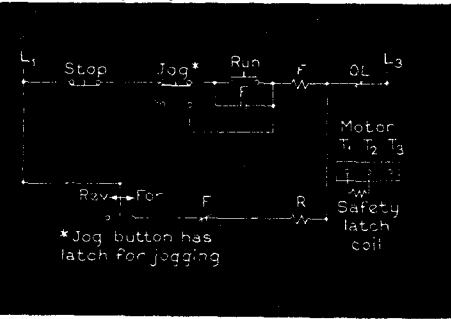 L1 L3
Stop Jog* Run F OL
F
Motor
T1 T2 T3
Rev For F R
Safety
latch
coil
*Jog button has
latch for jogging